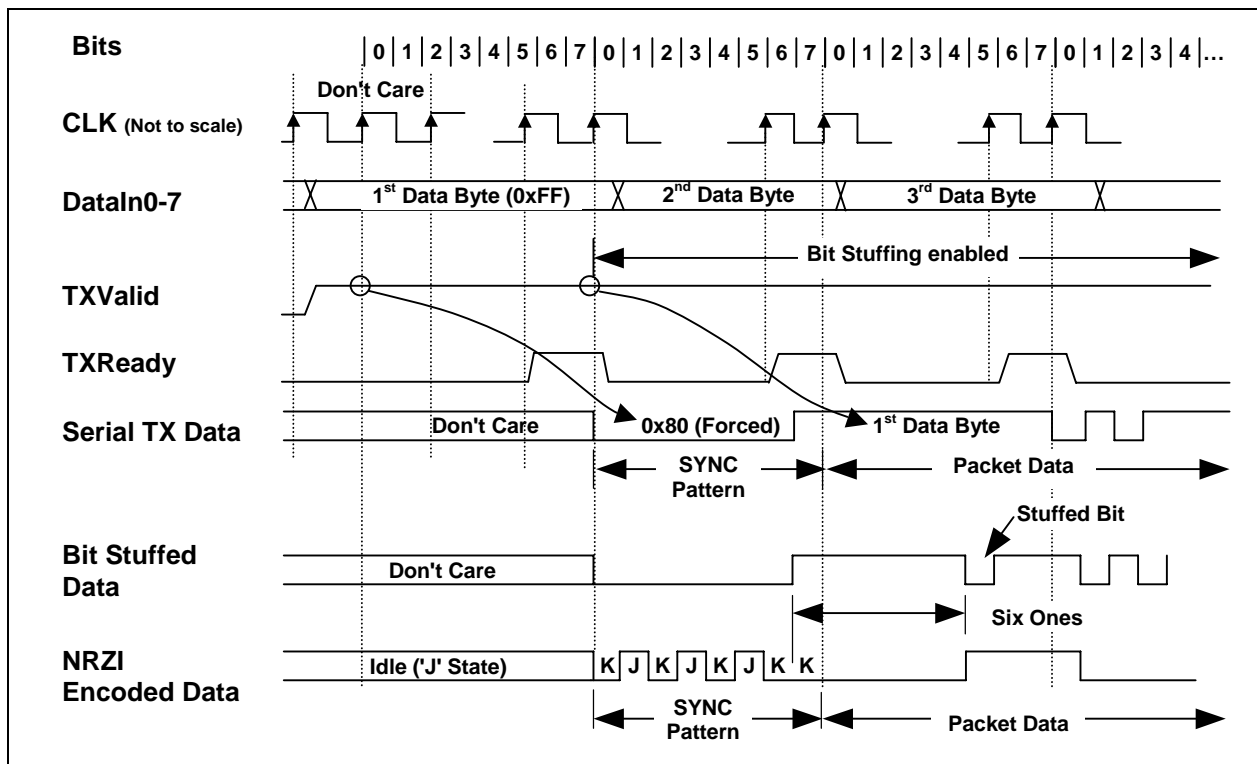 Bits |0|1|2|3|4|5|6|7|0|1|2|3|4|5|6|7|0|1|2|3|4|5|6|7|0|1|2|3|4|...
Don't Care
CLK (Not to scale)
DataIn0-7 1st Data Byte (0xFF) 2nd Data Byte 3rd Data Byte
Bit Stuffing enabled
TXValid
TXReady
Serial TX Data Don't Care 0x80 (Forced) 1st Data Byte
SYNC Pattern Packet Data
Stuffed Bit
Bit Stuffed Data Don't Care
Six Ones
NRZI Encoded Data Idle ('J' State) K J K J K J K K
SYNC Pattern Packet Data